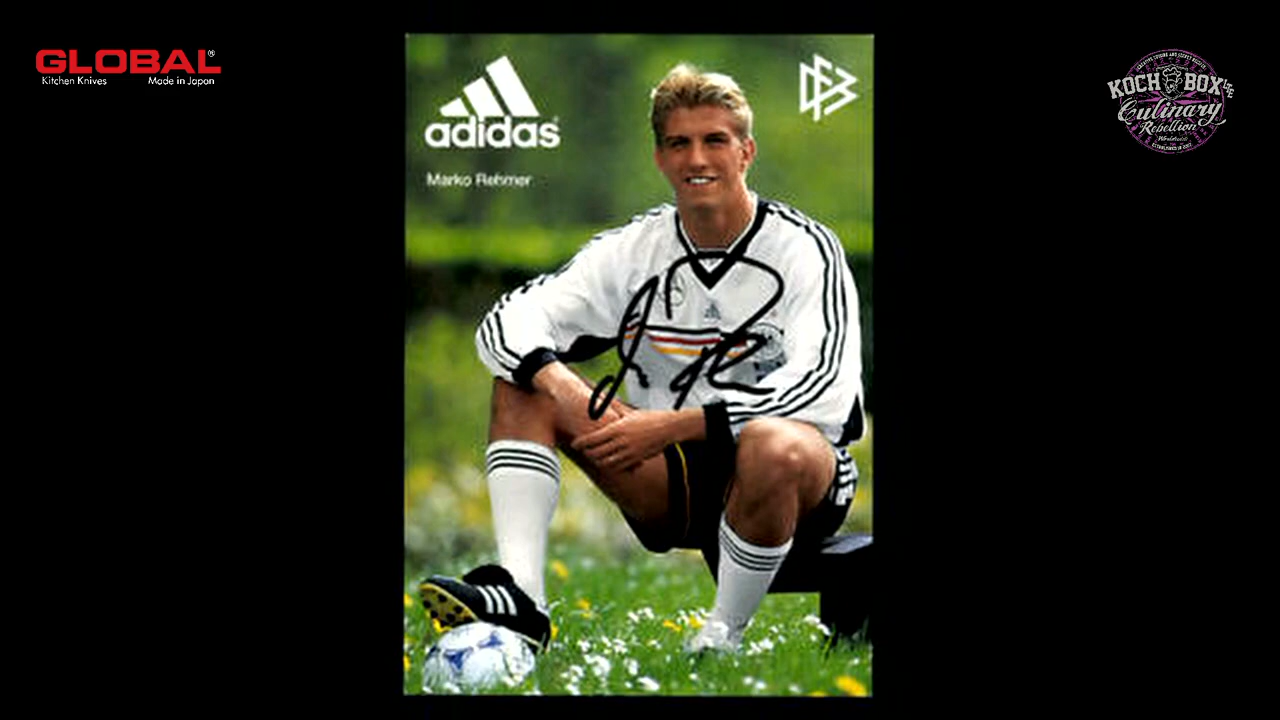 GLOBAL®
Kitchen Knives Made in Japan
adidas
Marko Rehmer
KOCH BOX
Culinary
Rebellion